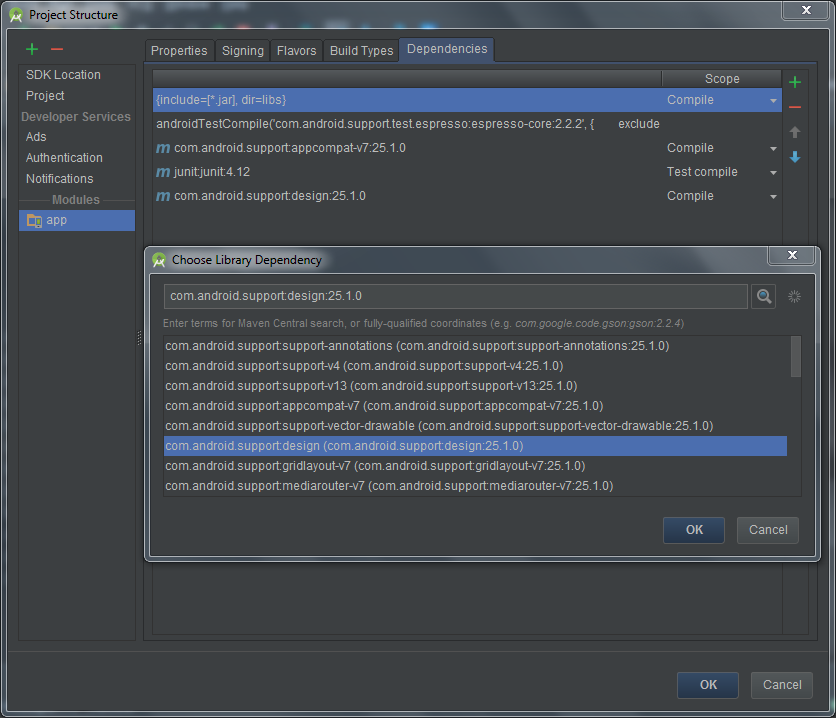 Project Structure
X
Properties Signing Flavors Build Types Dependencies
SDK Location
Project
Developer Services
Ads
Authentication
Notifications
Modules
app
Scope
{include=[*.jar], dir=libs} Compile
androidTestCompile('com.android.support.test.espresso:espresso-core:2.2.2', { exclude
m com.android.support:appcompat-v7:25.1.0 Compile
m junit:junit:4.12 Test compile
m com.android.support:design:25.1.0 Compile
Choose Library Dependency
X
com.android.support:design:25.1.0
Enter terms for Maven Central search, or fully-qualified coordinates (e.g. com.google.code.gson:gson:2.2.4)
com.android.support:support-annotations (com.android.support:support-annotations:25.1.0)
com.android.support:support-v4 (com.android.support:support-v4:25.1.0)
com.android.support:support-v13 (com.android.support:support-v13:25.1.0)
com.android.support:appcompat-v7 (com.android.support:appcompat-v7:25.1.0)
com.android.support:support-vector-drawable (com.android.support:support-vector-drawable:25.1.0)
com.android.support:design (com.android.support:design:25.1.0)
com.android.support:gridlayout-v7 (com.android.support:gridlayout-v7:25.1.0)
com.android.support:mediarouter-v7 (com.android.support:mediarouter-v7:25.1.0)
OK Cancel
OK Cancel